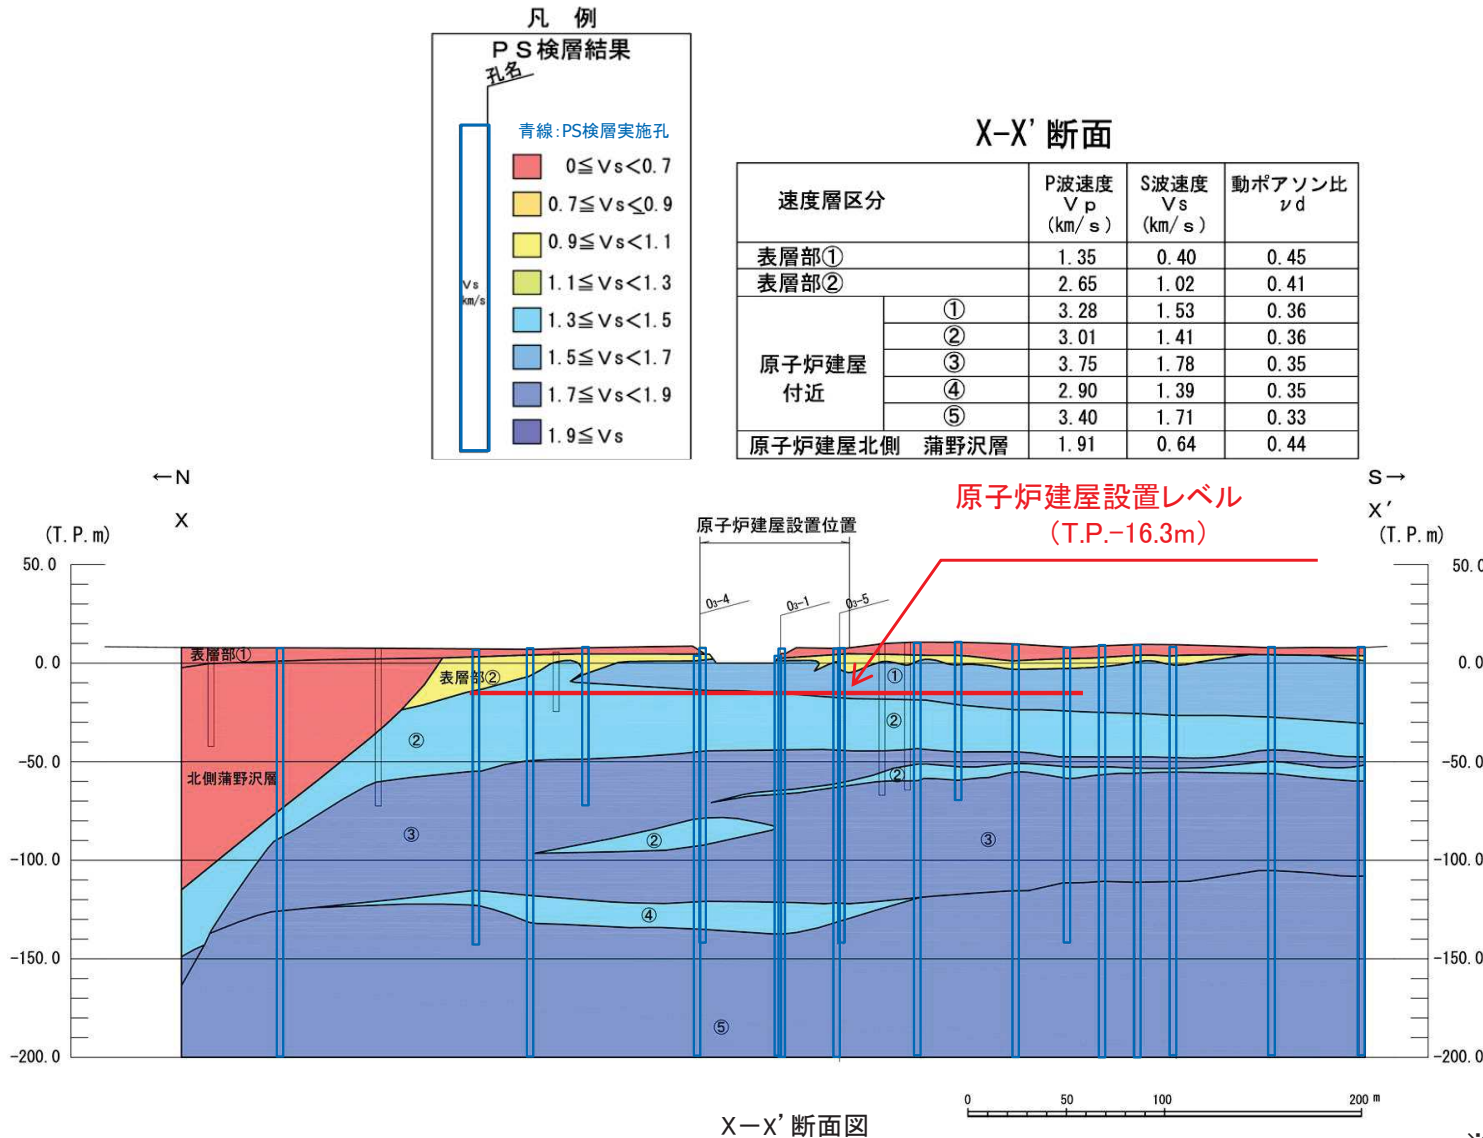 凡 例
PS検層結果
孔名
青線:PS検層実施孔
Vs
km/s
0≦Vs<0.7
0.7≦Vs≦0.9
0.9≦Vs<1.1
1.1≦Vs<1.3
1.3≦Vs<1.5
1.5≦Vs<1.7
1.7≦Vs<1.9
1.9≦Vs
X-X'断面
速度層区分 P波速度 Vp (km/s) S波速度 Vs (km/s) 動ポアソン比 νd
表層部① 1.35 0.40 0.45
表層部② 2.65 1.02 0.41
原子炉建屋付近
① 3.28 1.53 0.36
② 3.01 1.41 0.36
③ 3.75 1.78 0.35
④ 2.90 1.39 0.35
⑤ 3.40 1.71 0.33
原子炉建屋北側 蒲野沢層 1.91 0.64 0.44
←N
X
S→
X'
原子炉建屋設置レベル
(T.P.-16.3m)
原子炉建屋設置位置
(T.P.m)
(T.P.m)
50.0
50.0
O3-4
O3-1
O3-5
表層部①
0.0
0.0
表層部②
①
②
②
-50.0
-50.0
北側蒲野沢層
②
③
②
③
-100.0
-100.0
④
-150.0
-150.0
⑤
-200.0
-200.0
0 50 100 200 m
X-X'断面図